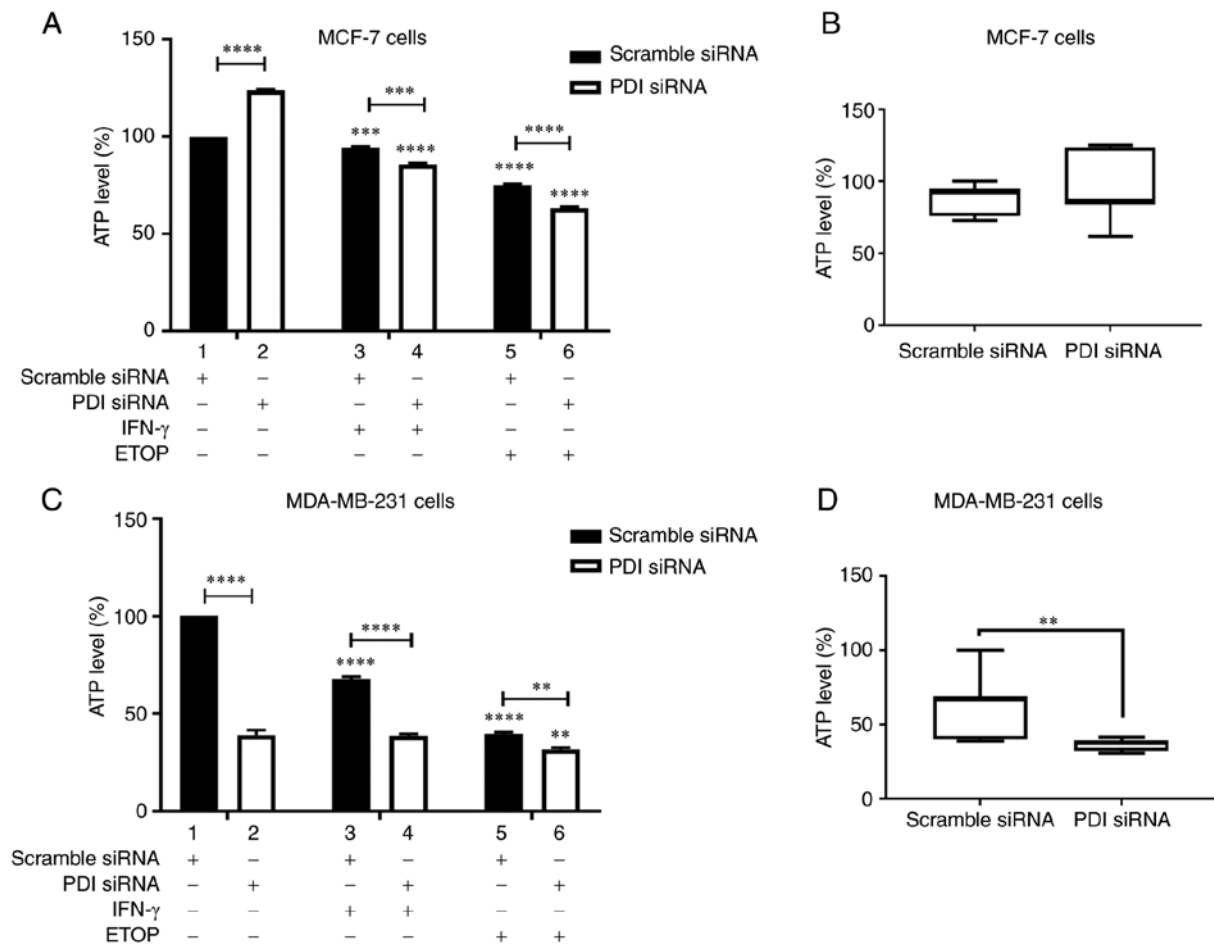 A
MCF-7 cells
Scramble siRNA
PDI siRNA
ATP level (%)
150
100
50
0
****
***
****
***
****
****
****
1 2 3 4 5 6
Scramble siRNA + − + − + −
PDI siRNA − + − + − +
IFN-γ − − + + − −
ETOP − − − − + +
B
MCF-7 cells
ATP level (%)
150
100
50
0
Scramble siRNA PDI siRNA
C
MDA-MB-231 cells
Scramble siRNA
PDI siRNA
ATP level (%)
150
100
50
0
****
****
****
**
****
**
1 2 3 4 5 6
Scramble siRNA + − + − + −
PDI siRNA − + − + − +
IFN-γ − − + + − −
ETOP − − − − + +
D
MDA-MB-231 cells
ATP level (%)
150
100
50
0
**
Scramble siRNA PDI siRNA